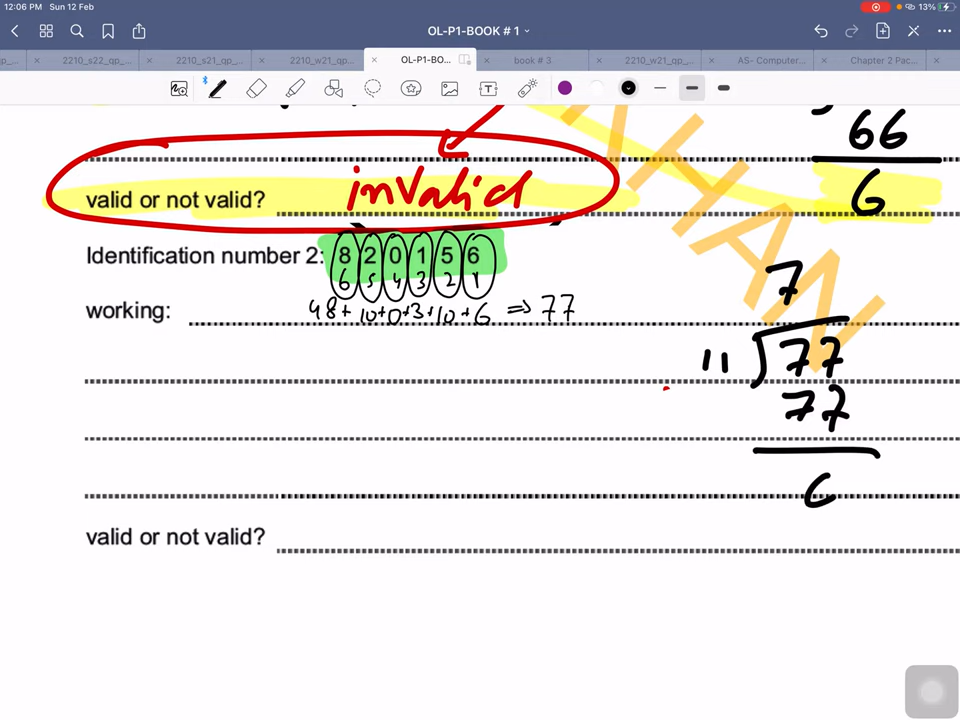 12:06 PM Sun 12 Feb 13%
OL-P1-BOOK # 1
2210_s22_qp_... 2210_s21_qp_... 2210_w21_qp... OL-P1-BO... book # 3 2210_w21_qp_... AS- Computer... Chapter 2 Pac...
66
6
valid or not valid? invalid
KHAN
Identification number 2: 8 2 0 1 5 6
6 5 4 3 2 1
working: 48+ 10+0+3+10+6 ⇒ 77
7
11 77
77
valid or not valid?